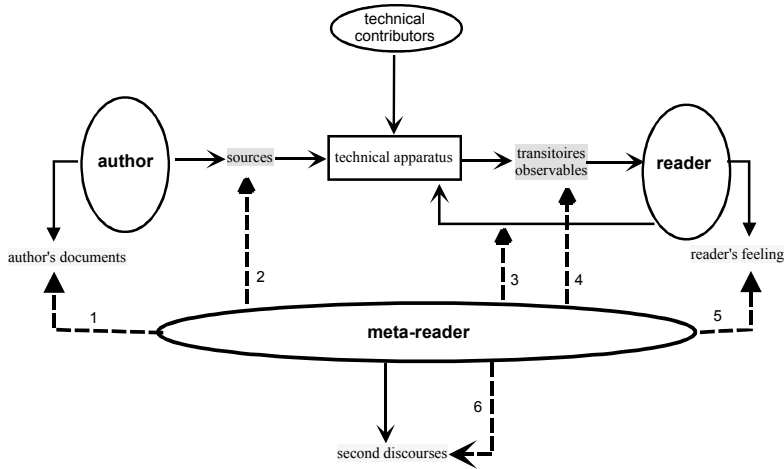 technical
contributors
author
sources
technical apparatus
transitoires
observables
reader
author's documents
reader's feeling
2
3
4
1
5
meta-reader
6
second discourses